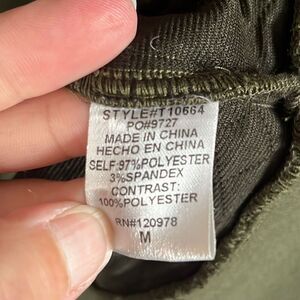 STYLE#T10564
PO#9727
MADE IN CHINA
HECHO EN CHINA
SELF:97%POLYESTER
3%SPANDEX
CONTRAST:
100%POLYESTER
RN#120978
M